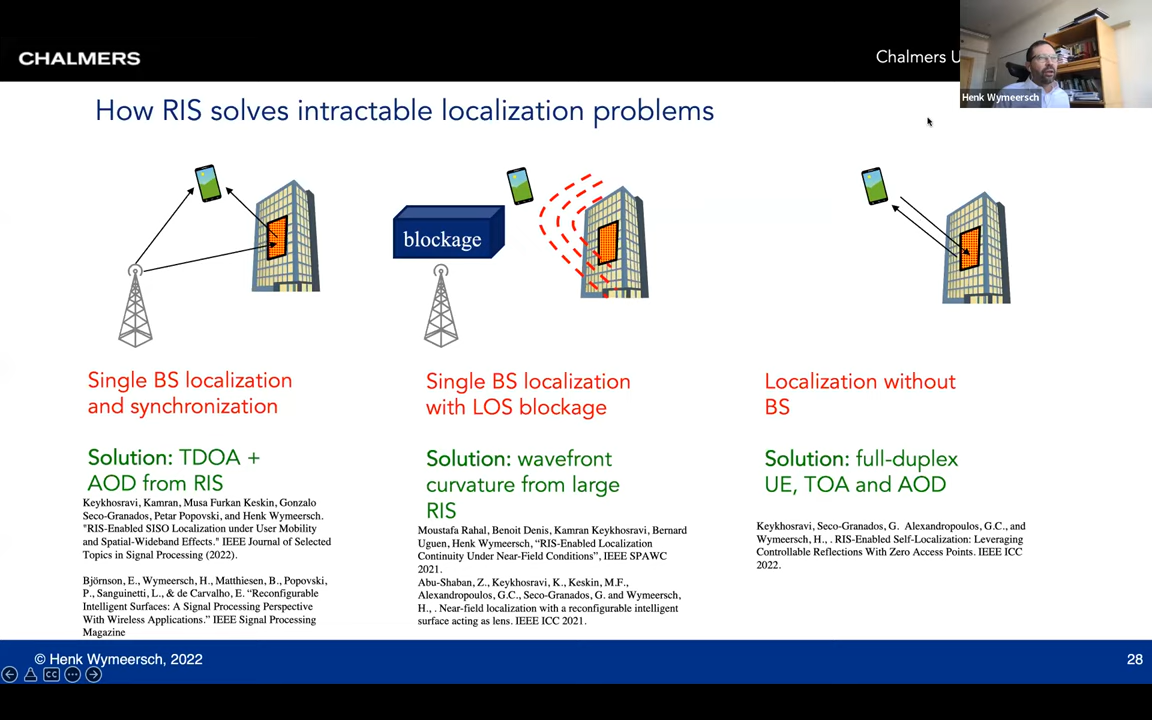 CHALMERS
Chalmers U
Henk Wymeersch
How RIS solves intractable localization problems
blockage
Single BS localization
and synchronization
Solution: TDOA +
AOD from RIS
Keykhosravi, Kamran, Musa Furkan Keskin, Gonzalo
Seco-Granados, Petar Popovski, and Henk Wymeersch.
"RIS-Enabled SISO Localization under User Mobility
and Spatial-Wideband Effects." IEEE Journal of Selected
Topics in Signal Processing (2022).
Björnson, E., Wymeersch, H., Matthiesen, B., Popovski,
P., Sanguinetti, L., & de Carvalho, E. “Reconfigurable
Intelligent Surfaces: A Signal Processing Perspective
With Wireless Applications.” IEEE Signal Processing
Magazine
Single BS localization
with LOS blockage
Solution: wavefront
curvature from large
RIS
Moustafa Rahal, Benoit Denis, Kamran Keykhosravi, Bernard
Uguen, Henk Wymeersch, “RIS-Enabled Localization
Continuity Under Near-Field Conditions”, IEEE SPAWC
2021.
Abu-Shaban, Z., Keykhosravi, K., Keskin, M.F.,
Alexandropoulos, G.C., Seco-Granados, G. and Wymeersch,
H., . Near-field localization with a reconfigurable intelligent
surface acting as lens. IEEE ICC 2021.
Localization without
BS
Solution: full-duplex
UE, TOA and AOD
Keykhosravi, Seco-Granados, G. Alexandropoulos, G.C., and
Wymeersch, H., . RIS-Enabled Self-Localization: Leveraging
Controllable Reflections With Zero Access Points. IEEE ICC
2022.
© Henk Wymeersch, 2022
28
CC